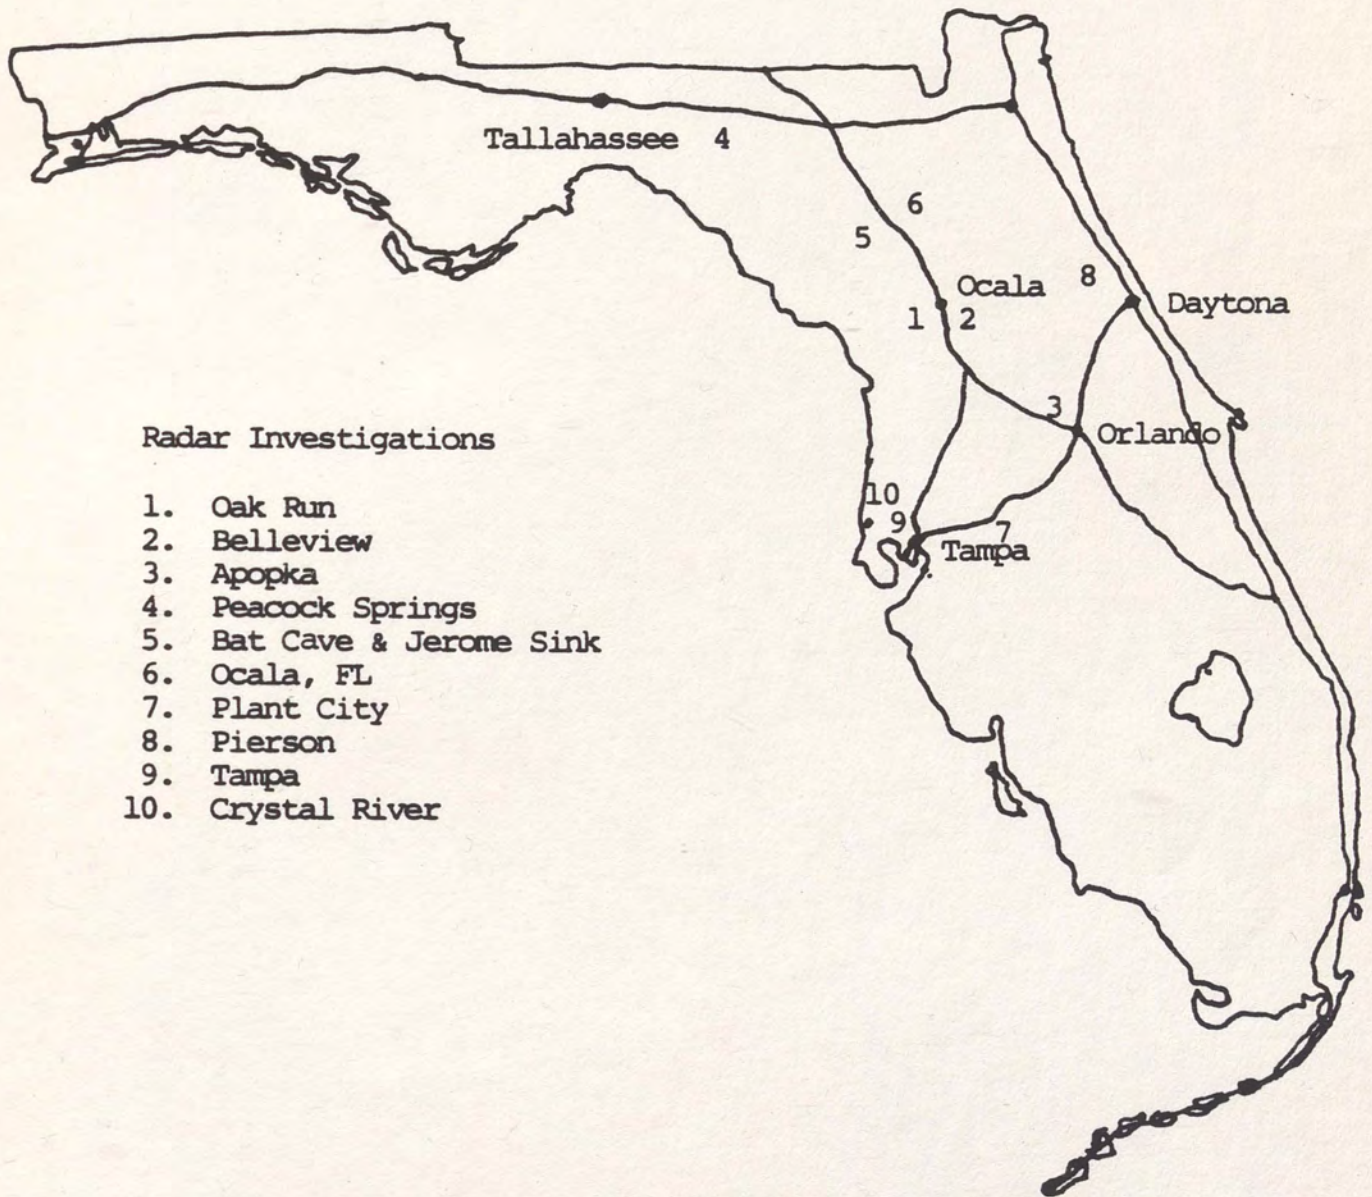 Tallahassee 4
6
5
Ocala
8
Daytona
1 2
3
Orlando
Radar Investigations
10
9
7
Tampa
1. Oak Run
2. Belleview
3. Apopka
4. Peacock Springs
5. Bat Cave & Jerome Sink
6. Ocala, FL
7. Plant City
8. Pierson
9. Tampa
10. Crystal River